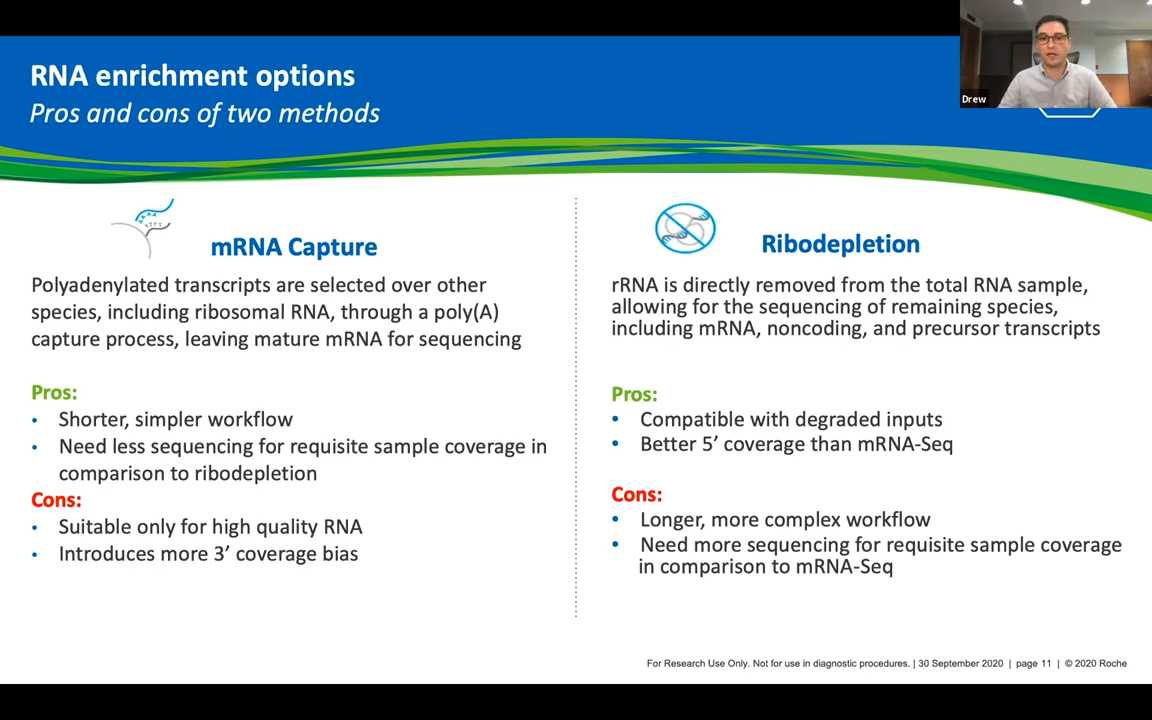 RNA enrichment options
Pros and cons of two methods
Drew
mRNA Capture
Polyadenylated transcripts are selected over other
species, including ribosomal RNA, through a poly(A)
capture process, leaving mature mRNA for sequencing
Pros:
• Shorter, simpler workflow
• Need less sequencing for requisite sample coverage in
comparison to ribodepletion
Cons:
• Suitable only for high quality RNA
• Introduces more 3’ coverage bias
Ribodepletion
rRNA is directly removed from the total RNA sample,
allowing for the sequencing of remaining species,
including mRNA, noncoding, and precursor transcripts
Pros:
• Compatible with degraded inputs
• Better 5’ coverage than mRNA-Seq
Cons:
• Longer, more complex workflow
• Need more sequencing for requisite sample coverage
in comparison to mRNA-Seq
For Research Use Only. Not for use in diagnostic procedures. | 30 September 2020 | page 11 | © 2020 Roche